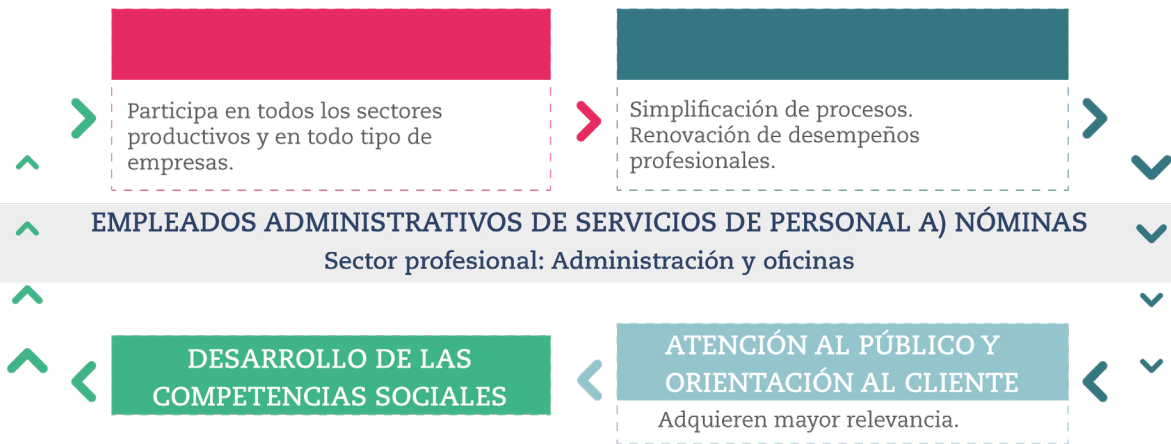 Participa en todos los sectores
productivos y en todo tipo de
empresas.
Simplificación de procesos.
Renovación de desempeños
profesionales.
EMPLEADOS ADMINISTRATIVOS DE SERVICIOS DE PERSONAL A) NÓMINAS
Sector profesional: Administración y oficinas
DESARROLLO DE LAS
COMPETENCIAS SOCIALES
ATENCIÓN AL PÚBLICO Y
ORIENTACIÓN AL CLIENTE
Adquieren mayor relevancia.